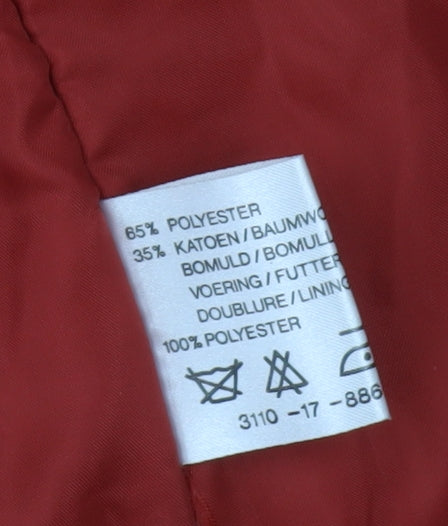 65% POLYESTER
35% KATOEN/BAUMWO
BOMULD/BOMULL
VOERING/FUTTER
DOUBLURE/LINING
100% POLYESTER
3110 -17 -886